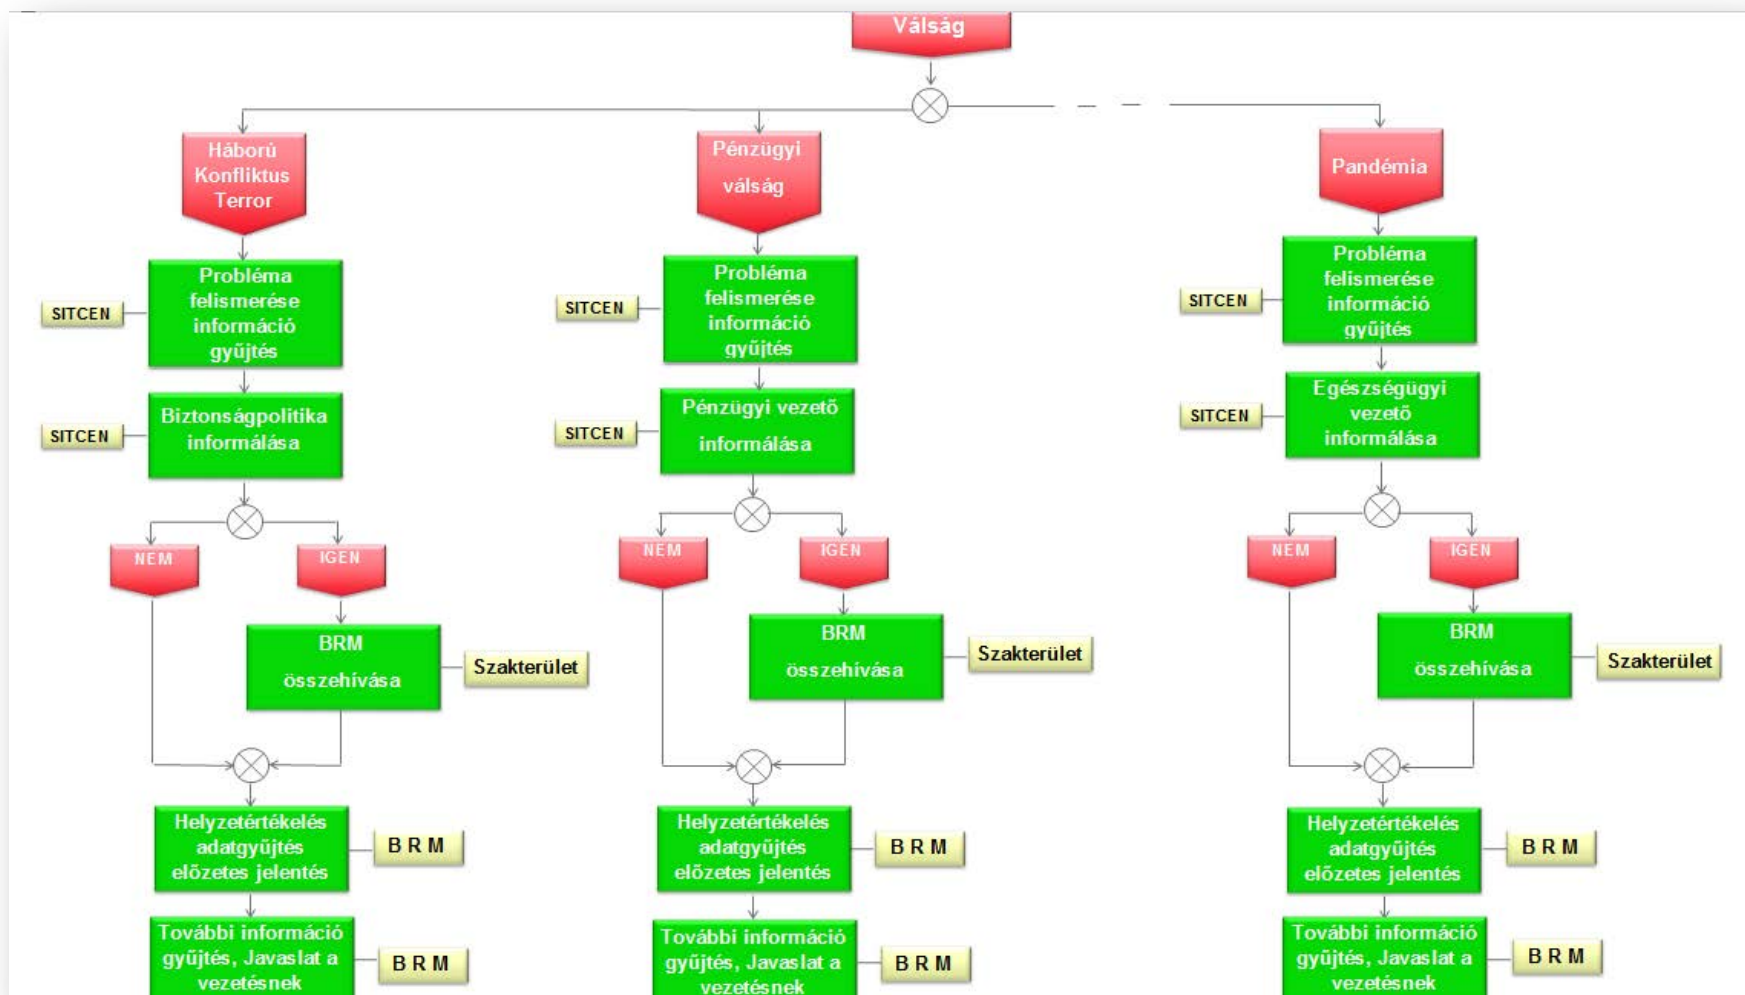 Válság
Háború
Konfliktus
Terror
Probléma
felismerése
információ
gyűjtés
SITCEN
Biztonságpolitika
informálása
SITCEN
NEM
IGEN
BRM
összehívása
Szakterület
Helyzetértékelés
adatgyűjtés
előzetes jelentés
B R M
További információ
gyűjtés, Javaslat a
vezetésnek
B R M
Pénzügyi
válság
Probléma
felismerése
információ
gyűjtés
SITCEN
Pénzügyi vezető
informálása
SITCEN
NEM
IGEN
BRM
összehívása
Szakterület
Helyzetértékelés
adatgyűjtés
előzetes jelentés
B R M
További információ
gyűjtés, Javaslat a
vezetésnek
B R M
Pandémia
Probléma
felismerése
információ
gyűjtés
SITCEN
Egészségügyi
vezető
informálása
SITCEN
NEM
IGEN
BRM
összehívása
Szakterület
Helyzetértékelés
adatgyűjtés
előzetes jelentés
B R M
További információ
gyűjtés, Javaslat a
vezetésnek
B R M